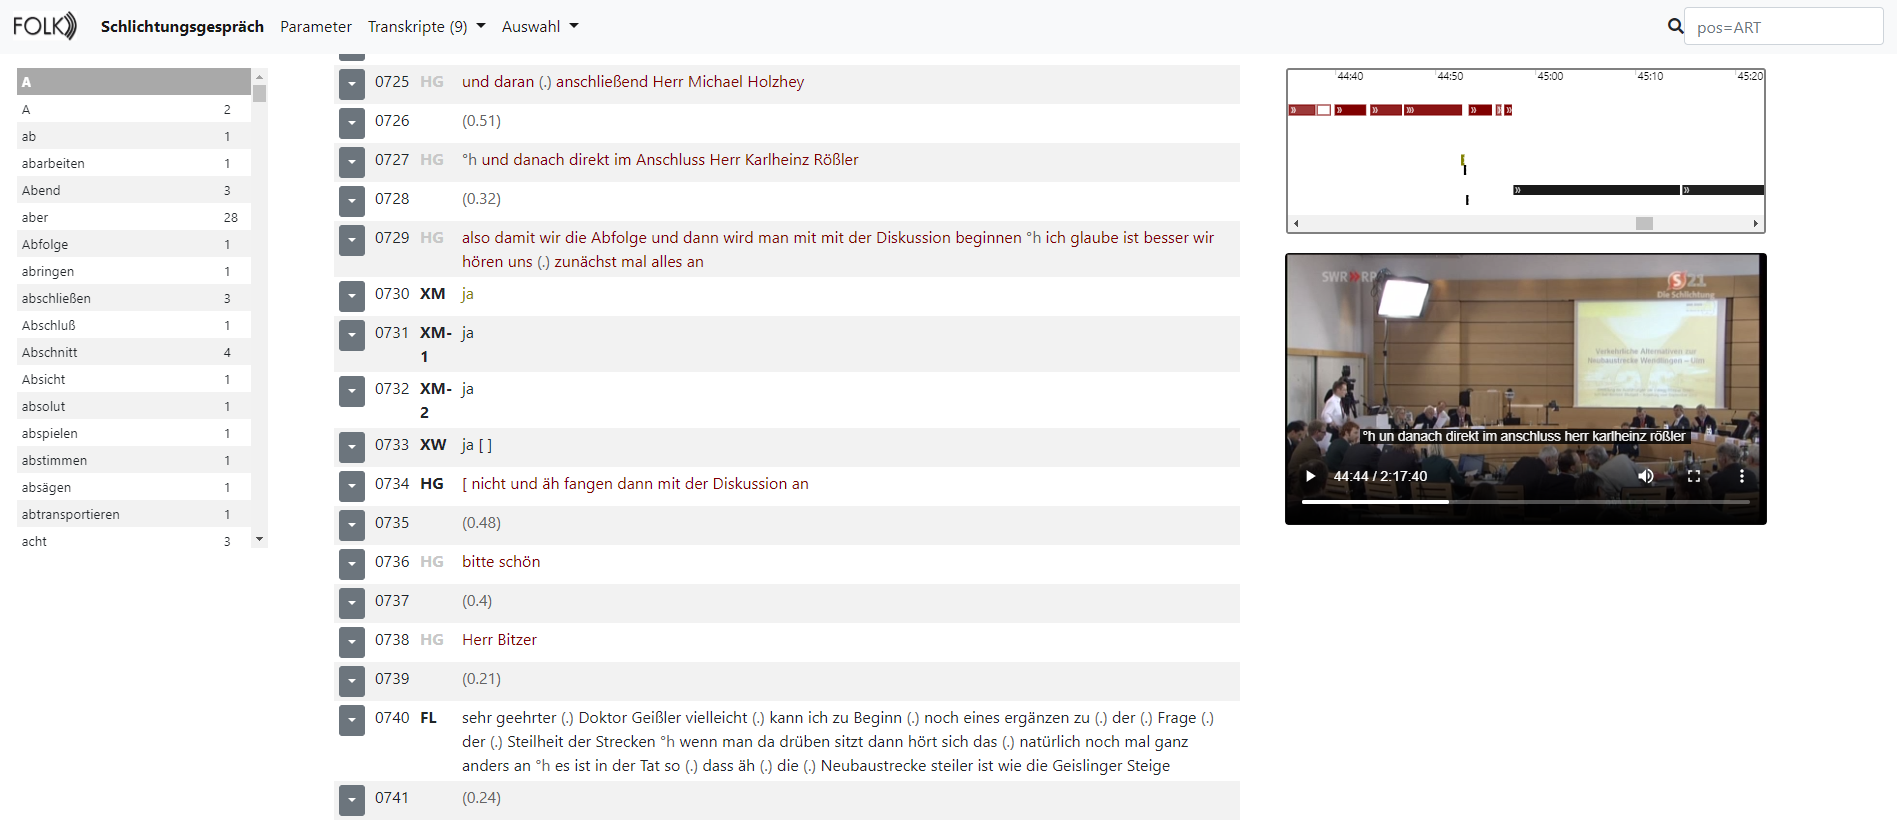 FOLK
Schlichtungsgespräch
Parameter
Transkripte (9)
Auswahl
pos=ART
A
A 2
ab 1
abarbeiten 1
Abend 3
aber 28
Abfolge 1
abringen 1
abschließen 3
Abschluß 1
Abschnitt 4
Absicht 1
absolut 1
abspielen 1
abstimmen 1
absägen 1
abtransportieren 1
acht 3
0725 HG und daran (.) anschließend Herr Michael Holzhey
0726 (0.51)
0727 HG °h und danach direkt im Anschluss Herr Karlheinz Rößler
0728 (0.32)
0729 HG also damit wir die Abfolge und dann wird man mit mit der Diskussion beginnen °h ich glaube ist besser wir
hören uns (.) zunächst mal alles an
0730 XM ja
0731 XM- ja
1
0732 XM- ja
2
0733 XW ja [ ]
0734 HG [ nicht und äh fangen dann mit der Diskussion an
0735 (0.48)
0736 HG bitte schön
0737 (0.4)
0738 HG Herr Bitzer
0739 (0.21)
0740 FL sehr geehrter (.) Doktor Geißler vielleicht (.) kann ich zu Beginn (.) noch eines ergänzen zu (.) der (.) Frage (.)
der (.) Steilheit der Strecken °h wenn man da drüben sitzt dann hört sich das (.) natürlich noch mal ganz
anders an °h es ist in der Tat so (.) dass äh (.) die (.) Neubaustrecke steiler ist wie die Geislinger Steige
0741 (0.24)
44:40 44:50 45:00 45:10 45:20
SWR»RP
S 21
Die Schlichtung
Verkehrliche Alternativen zur
Neubaustrecke Wendlingen – Ulm
°h un danach direkt im anschluss herr karlheinz rößler
44:44 / 2:17:40